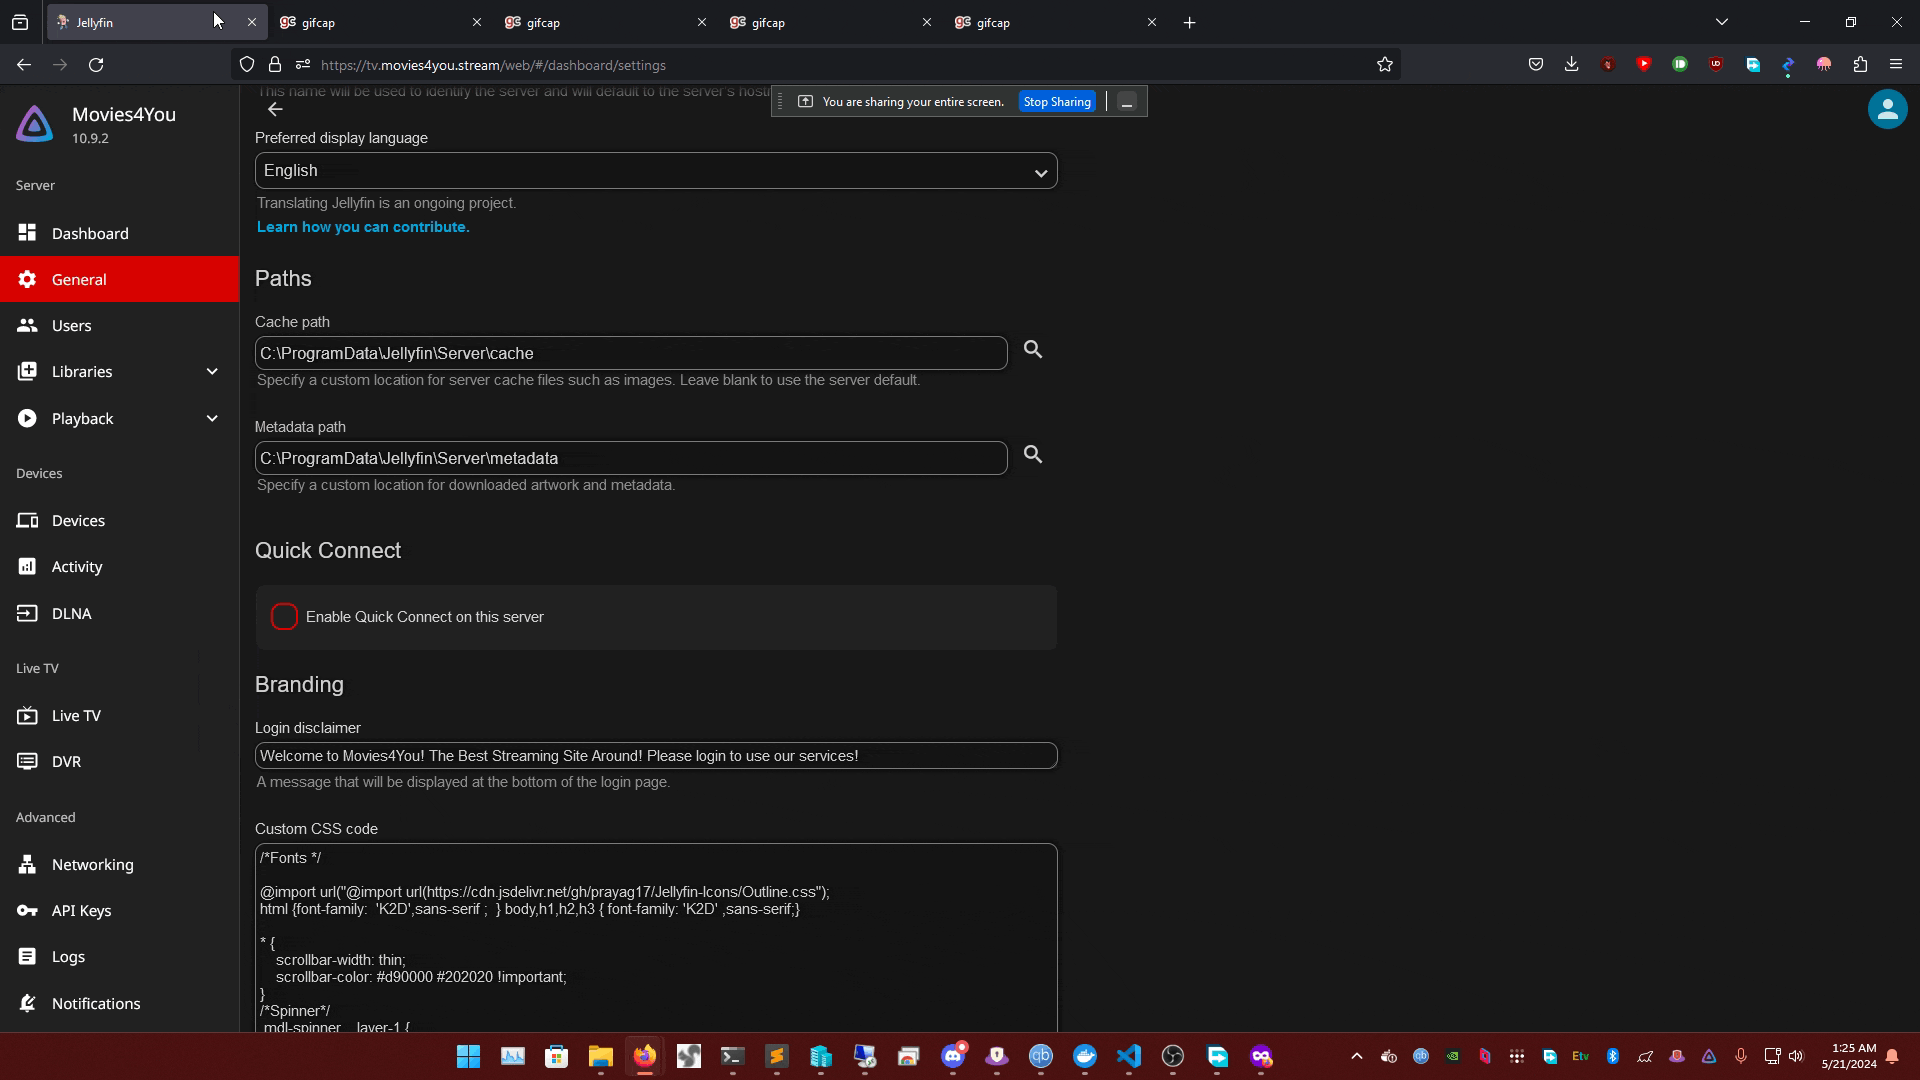 Jellyfin
gifcap
gifcap
gifcap
gifcap
https://tv.movies4you.stream/web/#/dashboard/settings
This name will be used to identify the server and will default to the server's
You are sharing your entire screen.
Stop Sharing
Movies4You
10.9.2
Server
Dashboard
General
Users
Libraries
Playback
Devices
Devices
Activity
DLNA
Live TV
Live TV
DVR
Advanced
Networking
API Keys
Logs
Notifications
Preferred display language
English
Translating Jellyfin is an ongoing project.
Learn how you can contribute.
Paths
Cache path
C:\ProgramData\Jellyfin\Server\cache
Specify a custom location for server cache files such as images. Leave blank to use the server default.
Metadata path
C:\ProgramData\Jellyfin\Server\metadata
Specify a custom location for downloaded artwork and metadata.
Quick Connect
Enable Quick Connect on this server
Branding
Login disclaimer
Welcome to Movies4You! The Best Streaming Site Around! Please login to use our services!
A message that will be displayed at the bottom of the login page.
Custom CSS code
/*Fonts */
@import url("@import url(https://cdn.jsdelivr.net/gh/prayag17/Jellyfin-Icons/Outline.css");
html {font-family: 'K2D',sans-serif ; } body,h1,h2,h3 { font-family: 'K2D' ,sans-serif;}
* {
scrollbar-width: thin;
scrollbar-color: #d90000 #202020 !important;
}
/*Spinner*/
.mdl-spinner__layer-1 {
1:25 AM
5/21/2024